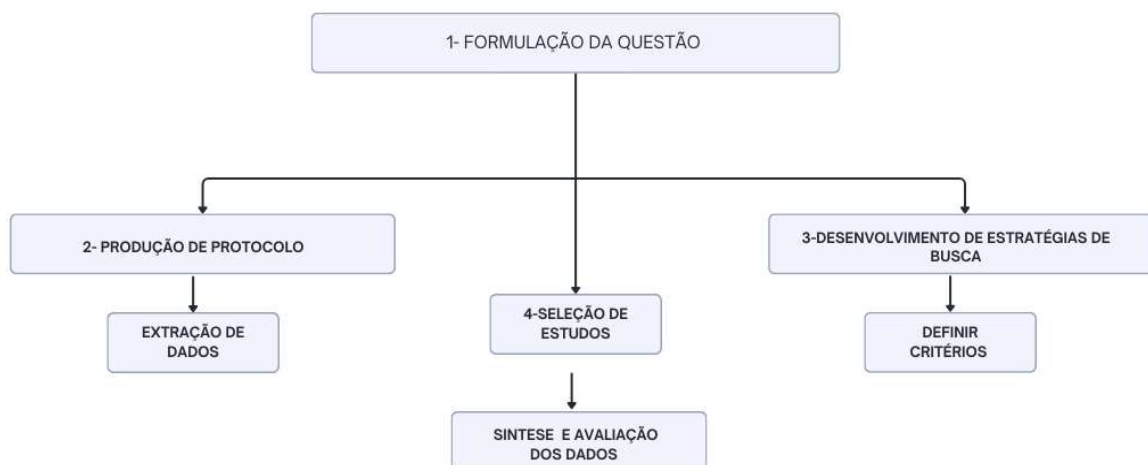 1- FORMULAÇÃO DA QUESTÃO
2- PRODUÇÃO DE PROTOCOLO
3-DESENVOLVIMENTO DE ESTRATÉGIAS DE
BUSCA
EXTRAÇÃO DE
DADOS
4-SELEÇÃO DE
ESTUDOS
DEFINIR
CRITÉRIOS
SINTESE E AVALIAÇÃO
DOS DADOS